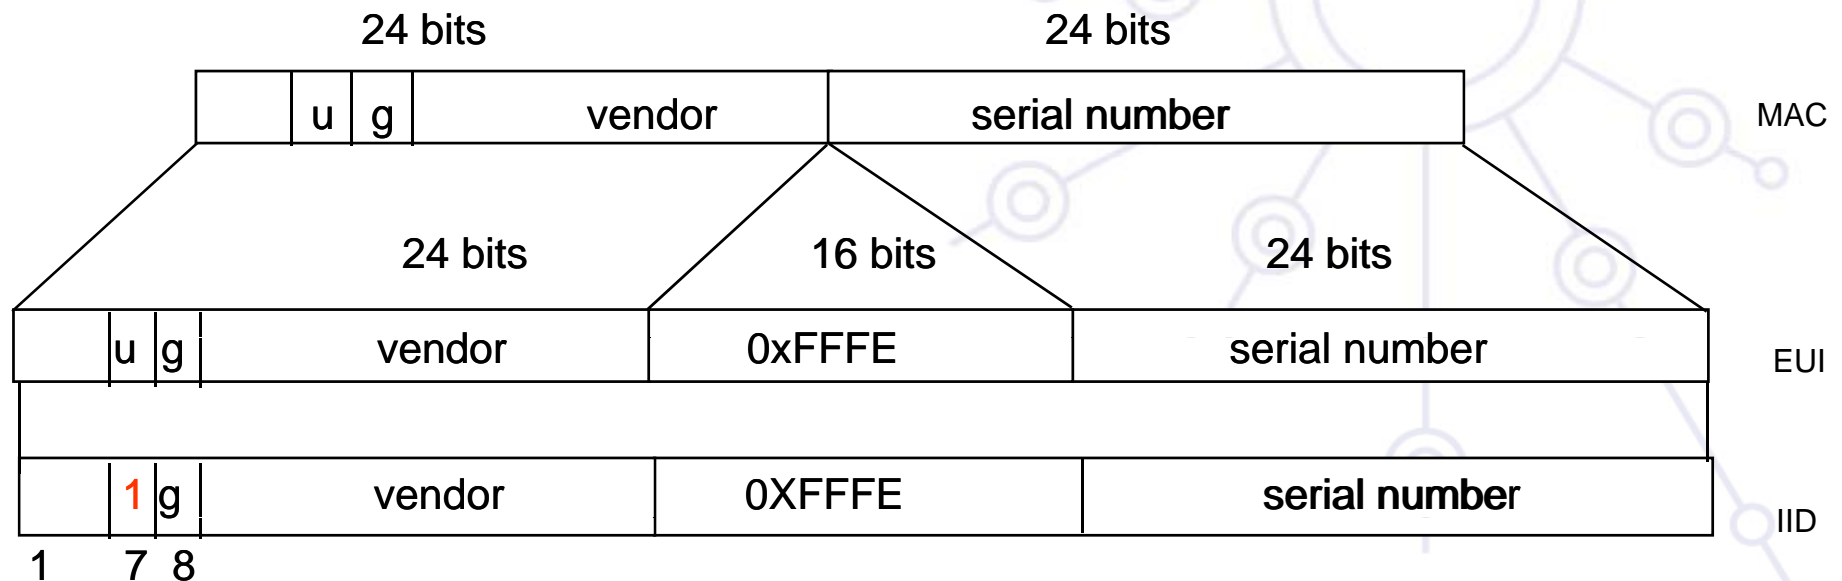 24 bits 24 bits
u g vendor serial number MAC
24 bits 16 bits 24 bits
u g vendor 0xFFFE serial number EUI
1 g vendor 0XFFFE serial number IID
1 7 8